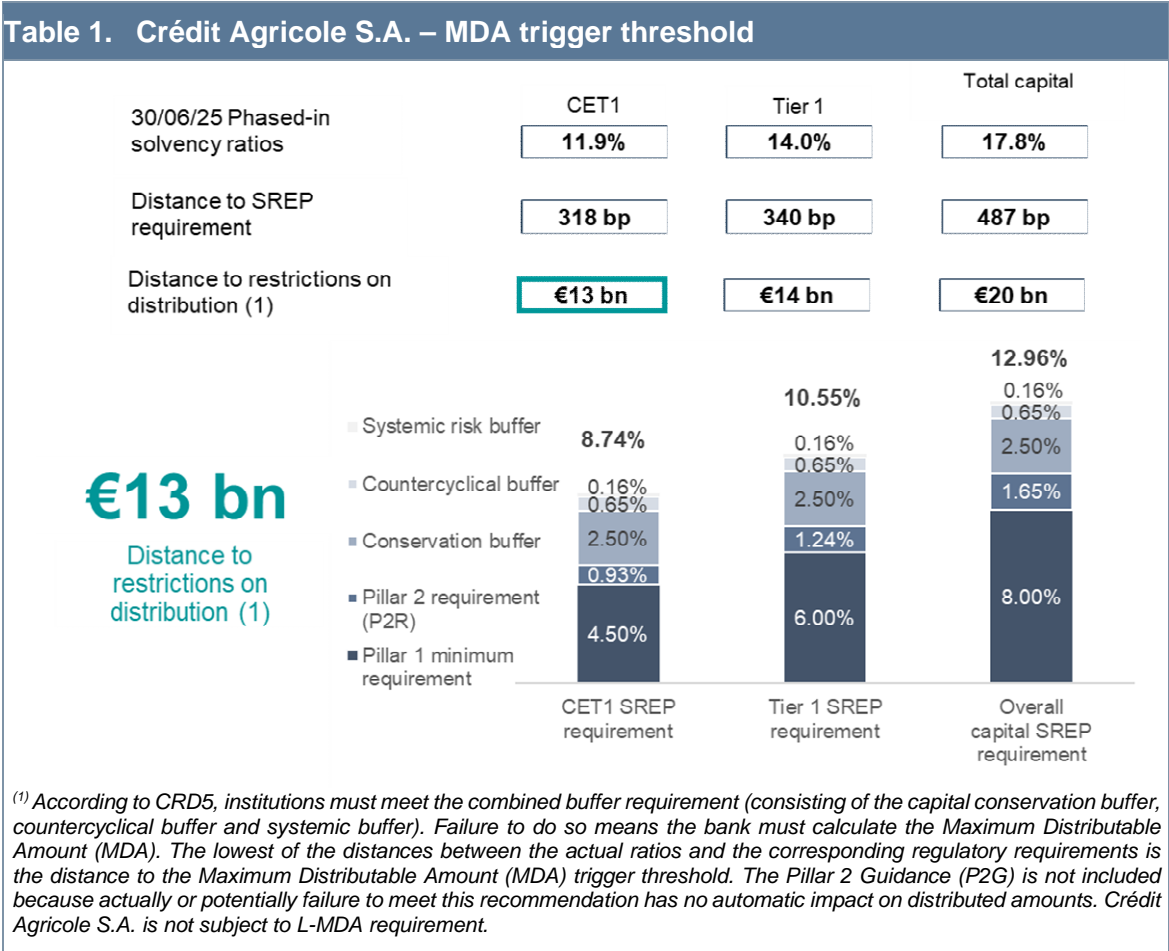 Table 1. Crédit Agricole S.A. – MDA trigger threshold
30/06/25 Phased-in
solvency ratios
CET1
Tier 1
Total capital
11.9%
14.0%
17.8%
Distance to SREP
requirement
318 bp
340 bp
487 bp
Distance to restrictions on
distribution (1)
€13 bn
€14 bn
€20 bn
€13 bn
Distance to
restrictions on
distribution (1)
Systemic risk buffer
Countercyclical buffer
Conservation buffer
Pillar 2 requirement
(P2R)
Pillar 1 minimum
requirement
8.74%
0.16%
0.65%
2.50%
0.93%
4.50%
CET1 SREP
requirement
10.55%
0.16%
0.65%
2.50%
1.24%
6.00%
Tier 1 SREP
requirement
12.96%
0.16%
0.65%
2.50%
1.65%
8.00%
Overall
capital SREP
requirement
(1) According to CRD5, institutions must meet the combined buffer requirement (consisting of the capital conservation buffer,
countercyclical buffer and systemic buffer). Failure to do so means the bank must calculate the Maximum Distributable
Amount (MDA). The lowest of the distances between the actual ratios and the corresponding regulatory requirements is
the distance to the Maximum Distributable Amount (MDA) trigger threshold. The Pillar 2 Guidance (P2G) is not included
because actually or potentially failure to meet this recommendation has no automatic impact on distributed amounts. Crédit
Agricole S.A. is not subject to L-MDA requirement.